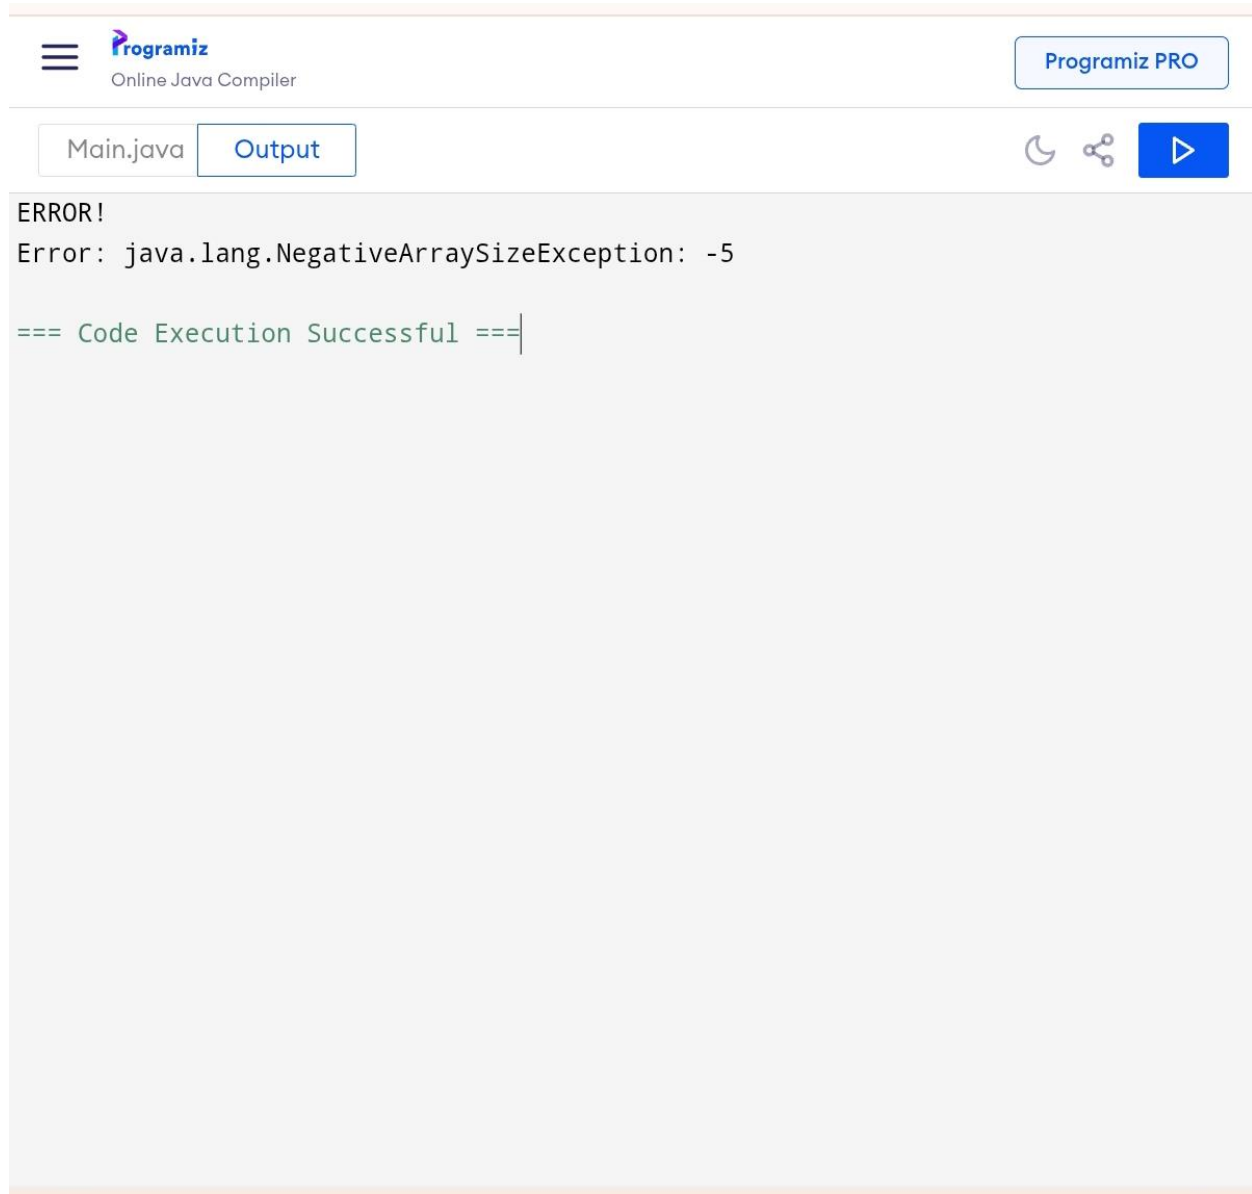 Programiz
Online Java Compiler
Programiz PRO
Main.java
Output
ERROR!
Error: java.lang.NegativeArraySizeException: -5
=== Code Execution Successful ===